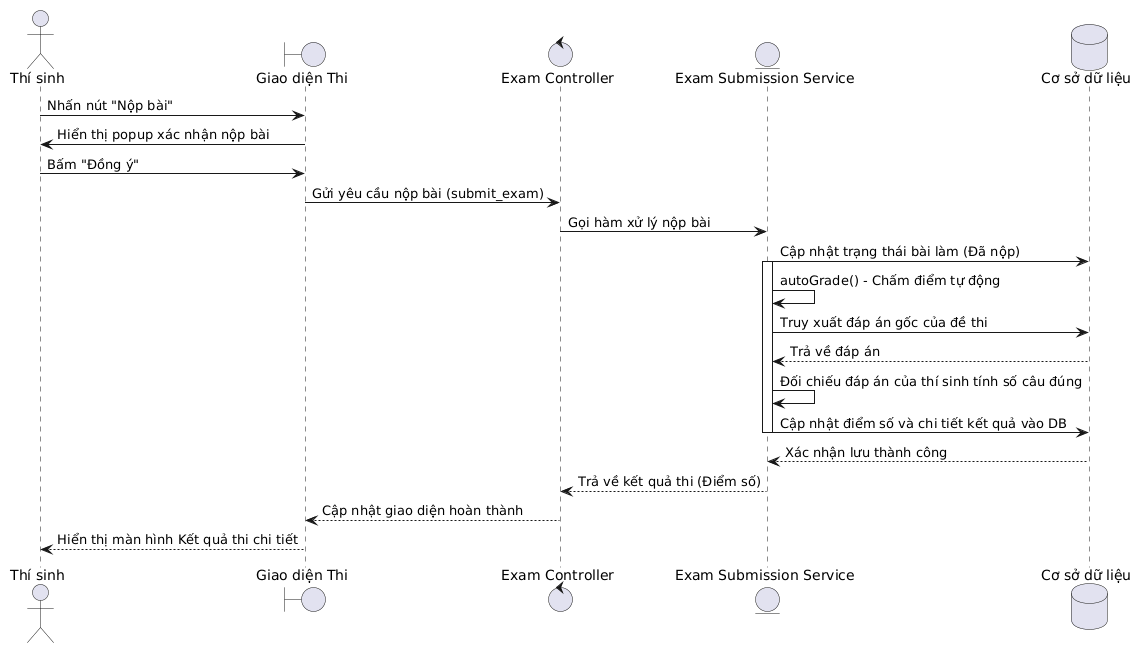 Thí sinh
Giao diện Thi
Exam Controller
Exam Submission Service
Cơ sở dữ liệu
Nhấn nút "Nộp bài"
Hiển thị popup xác nhận nộp bài
Bấm "Đồng ý"
Gửi yêu cầu nộp bài (submit_exam)
Gọi hàm xử lý nộp bài
Cập nhật trạng thái bài làm (Đã nộp)
autoGrade() - Chấm điểm tự động
Truy xuất đáp án gốc của đề thi
Trả về đáp án
Đối chiếu đáp án của thí sinh tính số câu đúng
Cập nhật điểm số và chi tiết kết quả vào DB
Xác nhận lưu thành công
Trả về kết quả thi (Điểm số)
Cập nhật giao diện hoàn thành
Hiển thị màn hình Kết quả thi chi tiết
Thí sinh
Giao diện Thi
Exam Controller
Exam Submission Service
Cơ sở dữ liệu